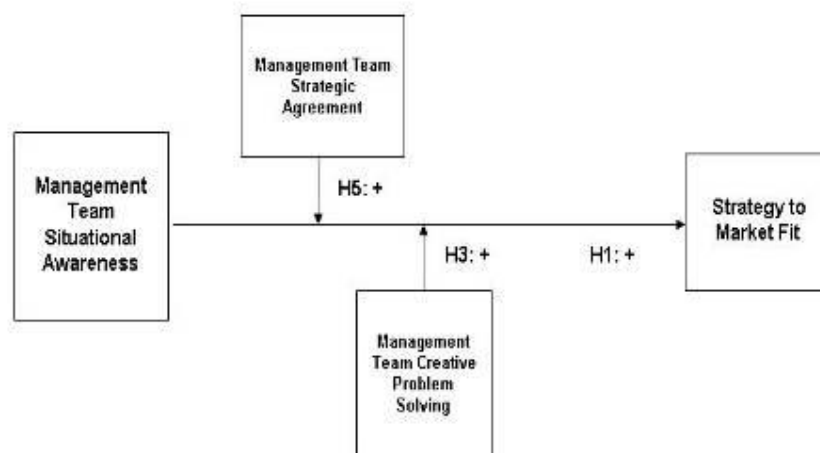 Management Team
Strategic
Agreement
Management
Team
Situational
Awareness
H5: +
Strategy to
Market Fit
H3: +
H1: +
Management
Team Creative
Problem
Solving